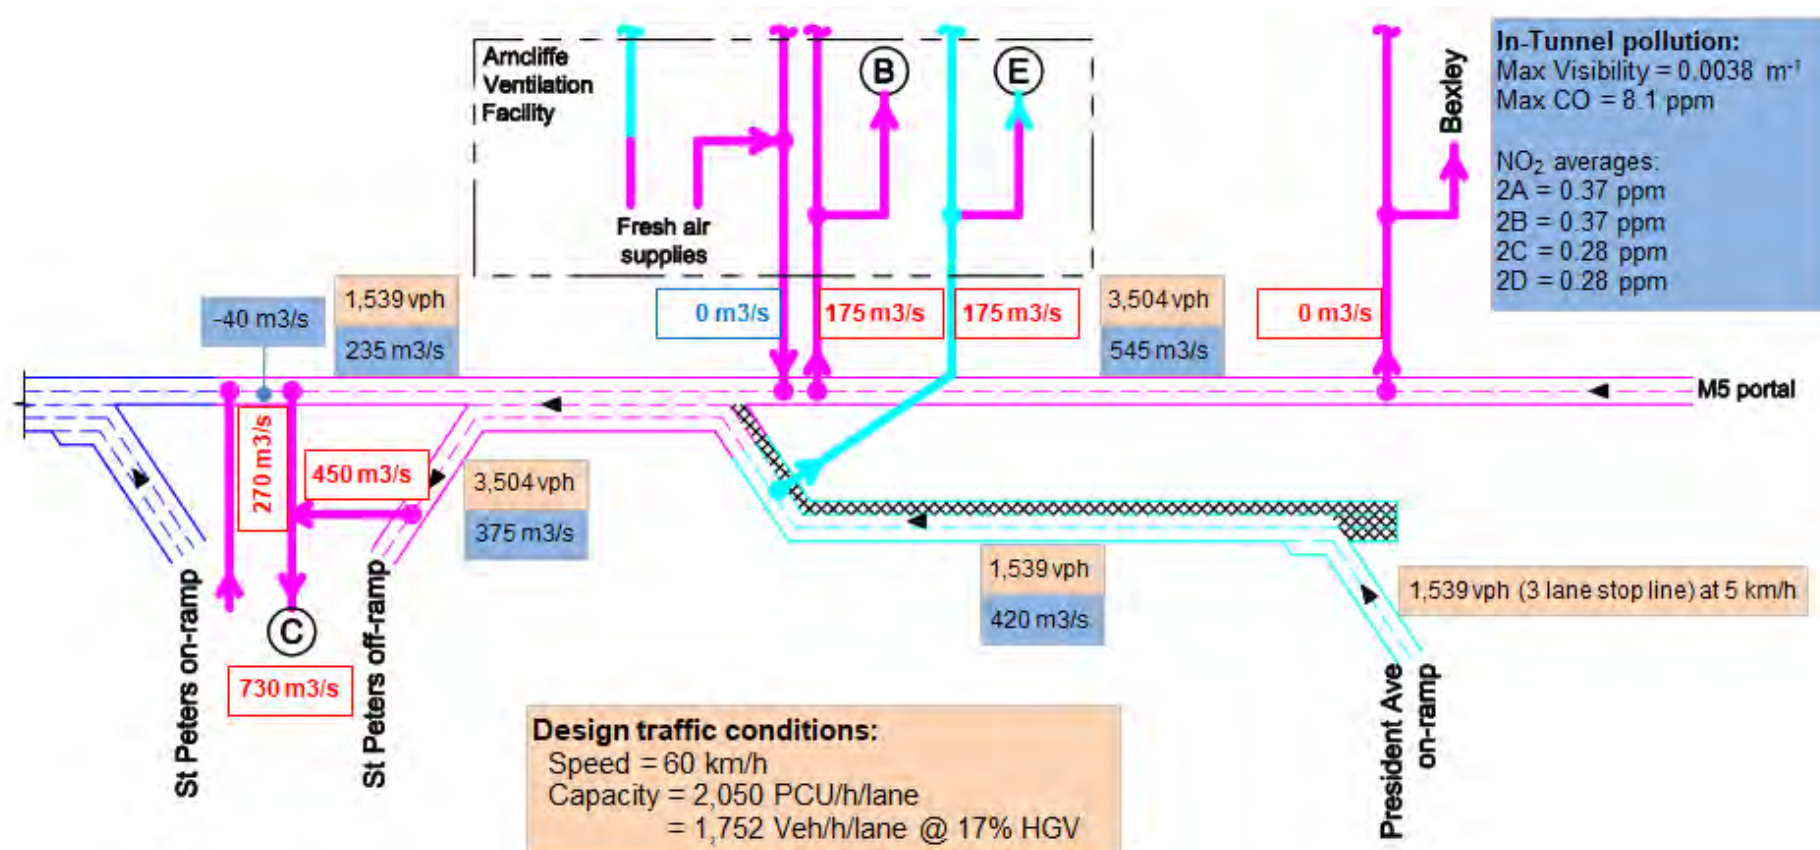 Arncliffe
Ventilation
Facility
B
E
Fresh air
supplies
Bexley
In-Tunnel pollution:
Max Visibility = 0.0038 m⁻¹
Max CO = 8.1 ppm
NO₂ averages:
2A = 0.37 ppm
2B = 0.37 ppm
2C = 0.28 ppm
2D = 0.28 ppm
-40 m3/s
1,539 vph
235 m3/s
0 m3/s
175 m3/s
175 m3/s
3,504 vph
545 m3/s
0 m3/s
M5 portal
270 m3/s
450 m3/s
3,504 vph
375 m3/s
1,539 vph
420 m3/s
1,539 vph (3 lane stop line) at 5 km/h
St Peters on-ramp
C
730 m3/s
St Peters off-ramp
President Ave
on-ramp
Design traffic conditions:
Speed = 60 km/h
Capacity = 2,050 PCU/h/lane
= 1,752 Veh/h/lane @ 17% HGV